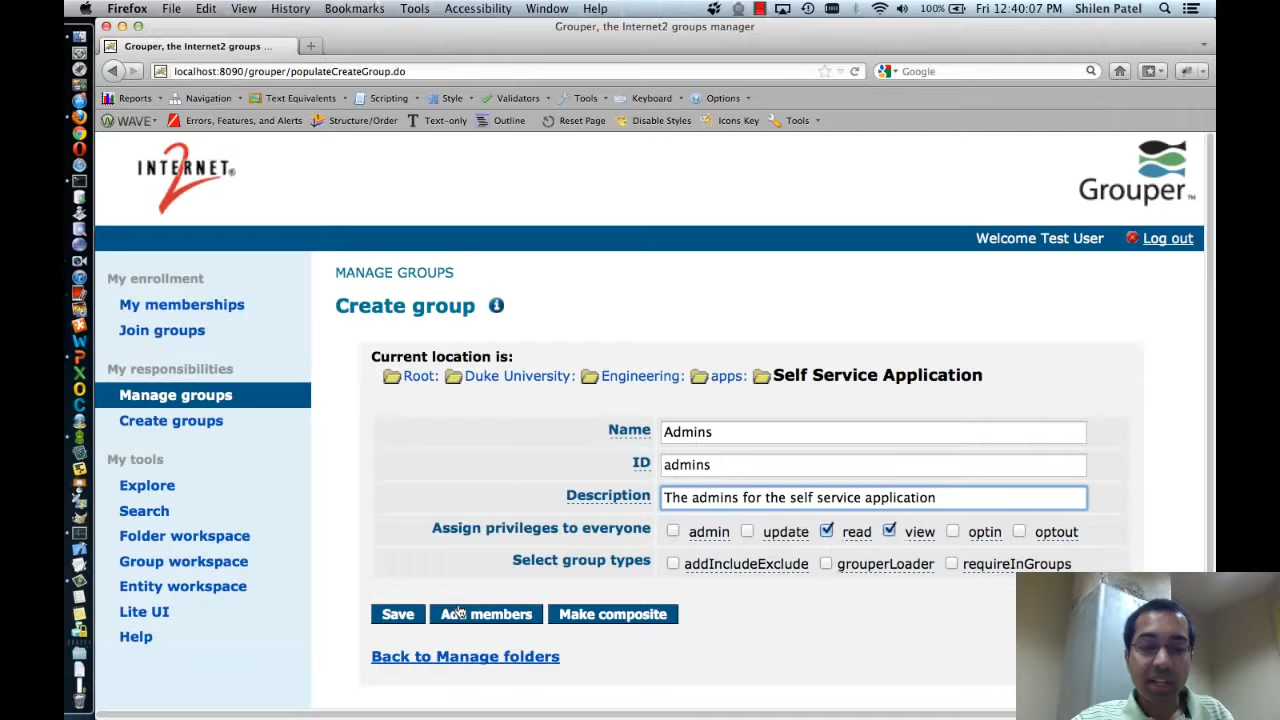 Firefox File Edit View History Bookmarks Tools Accessibility Window Help 100% Fri 12:40:07 PM Shilen Patel
Grouper, the Internet2 groups manager
Grouper, the Internet2 groups manager ...
localhost:8090/grouper/populateCreateGroup.do Google
Reports Navigation Text Equivalents Scripting Style Validators Tools Keyboard Options
WAVE Errors, Features, and Alerts Structure/Order Text-only Outline Reset Page Disable Styles Icons Key Tools
INTERNET® 2
Grouper™
Welcome Test User Log out
My enrollment
My memberships
Join groups
My responsibilities
Manage groups
Create groups
My tools
Explore
Search
Folder workspace
Group workspace
Entity workspace
Lite UI
Help
MANAGE GROUPS
Create group
Current location is:
Root: Duke University: Engineering: apps: Self Service Application
Name Admins
ID admins
Description The admins for the self service application
Assign privileges to everyone admin update read view optin optout
Select group types addIncludeExclude grouperLoader requireInGroups
Save Add members Make composite
Back to Manage folders